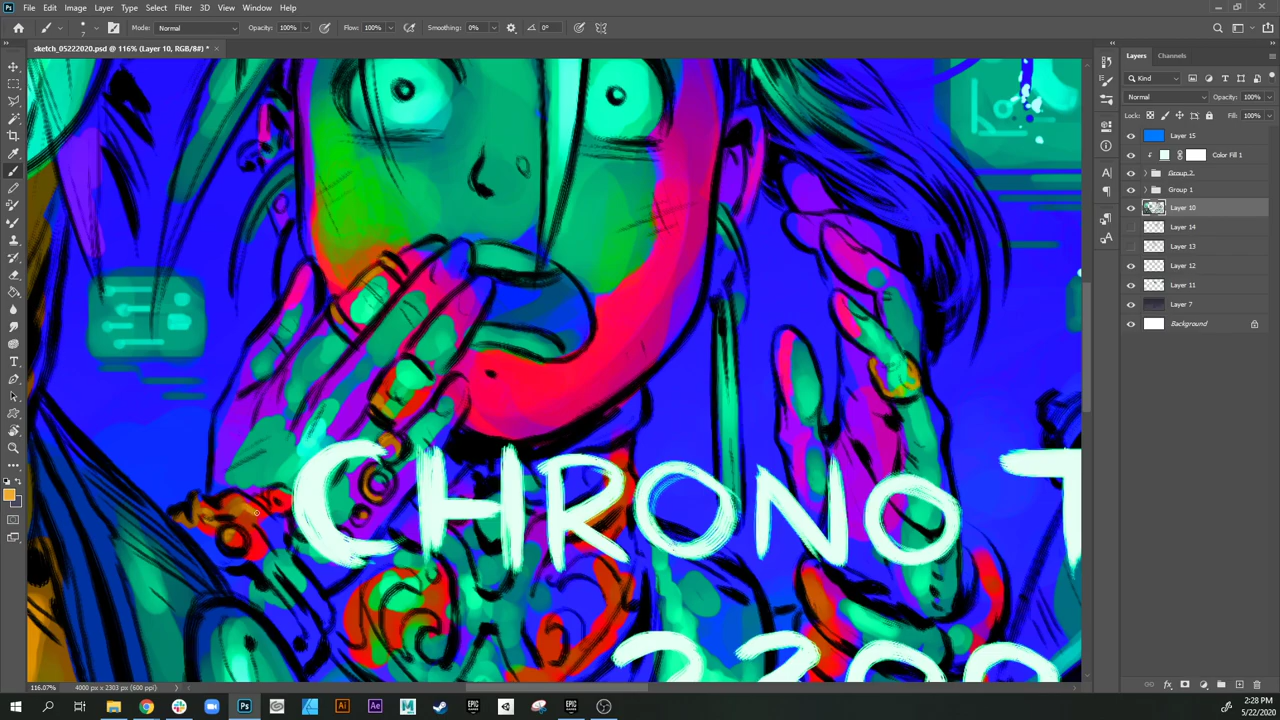 File Edit Image Layer Type Select Filter 3D View Window Help
Mode: Normal Opacity: 100% Flow: 100% Smoothing: 0% 0°
7
sketch_05222020.psd @ 116% (Layer 10, RGB/8#) *
Layers Channels
Kind
Normal Opacity: 100%
Lock: Fill: 100%
Layer 15
Color Fill 1
Group 2
Group 1
Layer 10
Layer 14
Layer 13
Layer 12
Layer 11
Layer 7
Background
CHRONO T
116.07% 4000 px x 2303 px (600 ppi)
2:28 PM
5/22/2020